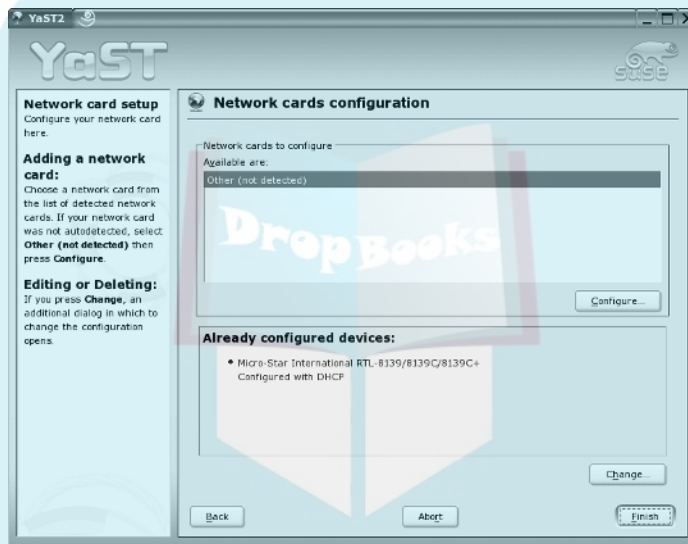 YaST2
YaST
suse
Network card setup
Configure your network card
here.
Adding a network
card:
Choose a network card from
the list of detected network
cards. If your network card
was not autodetected, select
Other (not detected) then
press Configure.
Editing or Deleting:
If you press Change, an
additional dialog in which to
change the configuration
opens.
Network cards configuration
Network cards to configure
Available are:
Other (not detected)
DropBooks
Configure...
Already configured devices:
• Micro-Star International RTL-8139/8139C/8139C+
Configured with DHCP
Change...
Back
Abort
Finish